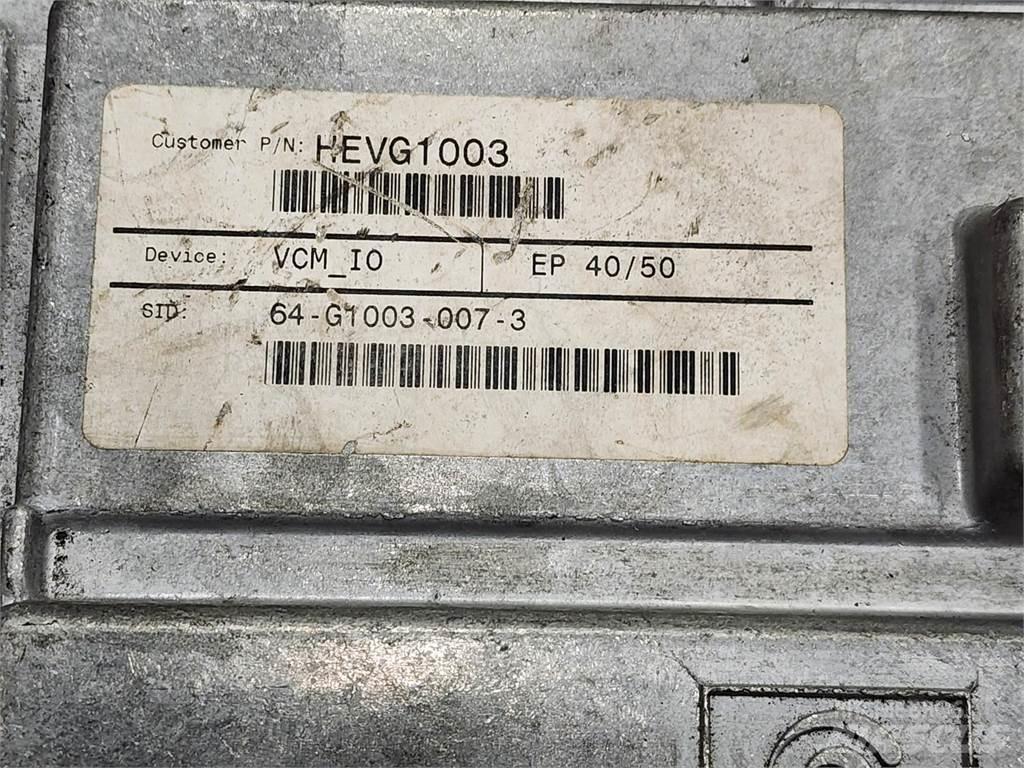 Customer P/N: HEVG1003
Device: VCM_IO EP 40/50
SID: 64-G1003-007-3